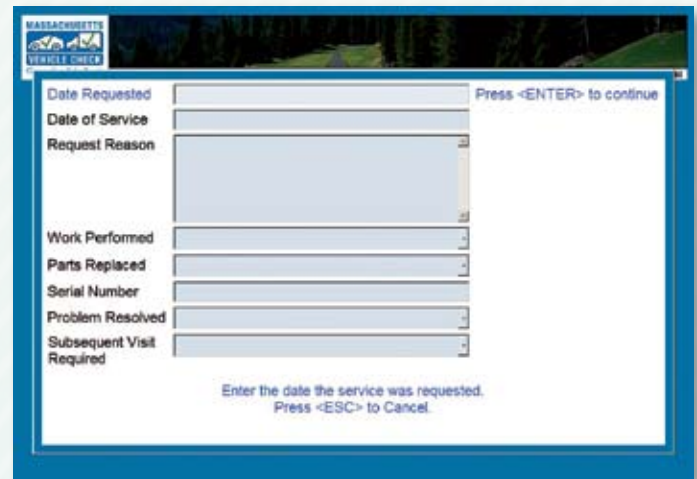 MASSACHUSETTS
VEHICLE CHECK
Date Requested
Press <ENTER> to continue
Date of Service
Request Reason
Work Performed
Parts Replaced
Serial Number
Problem Resolved
Subsequent Visit
Required
Enter the date the service was requested.
Press <ESC> to Cancel.